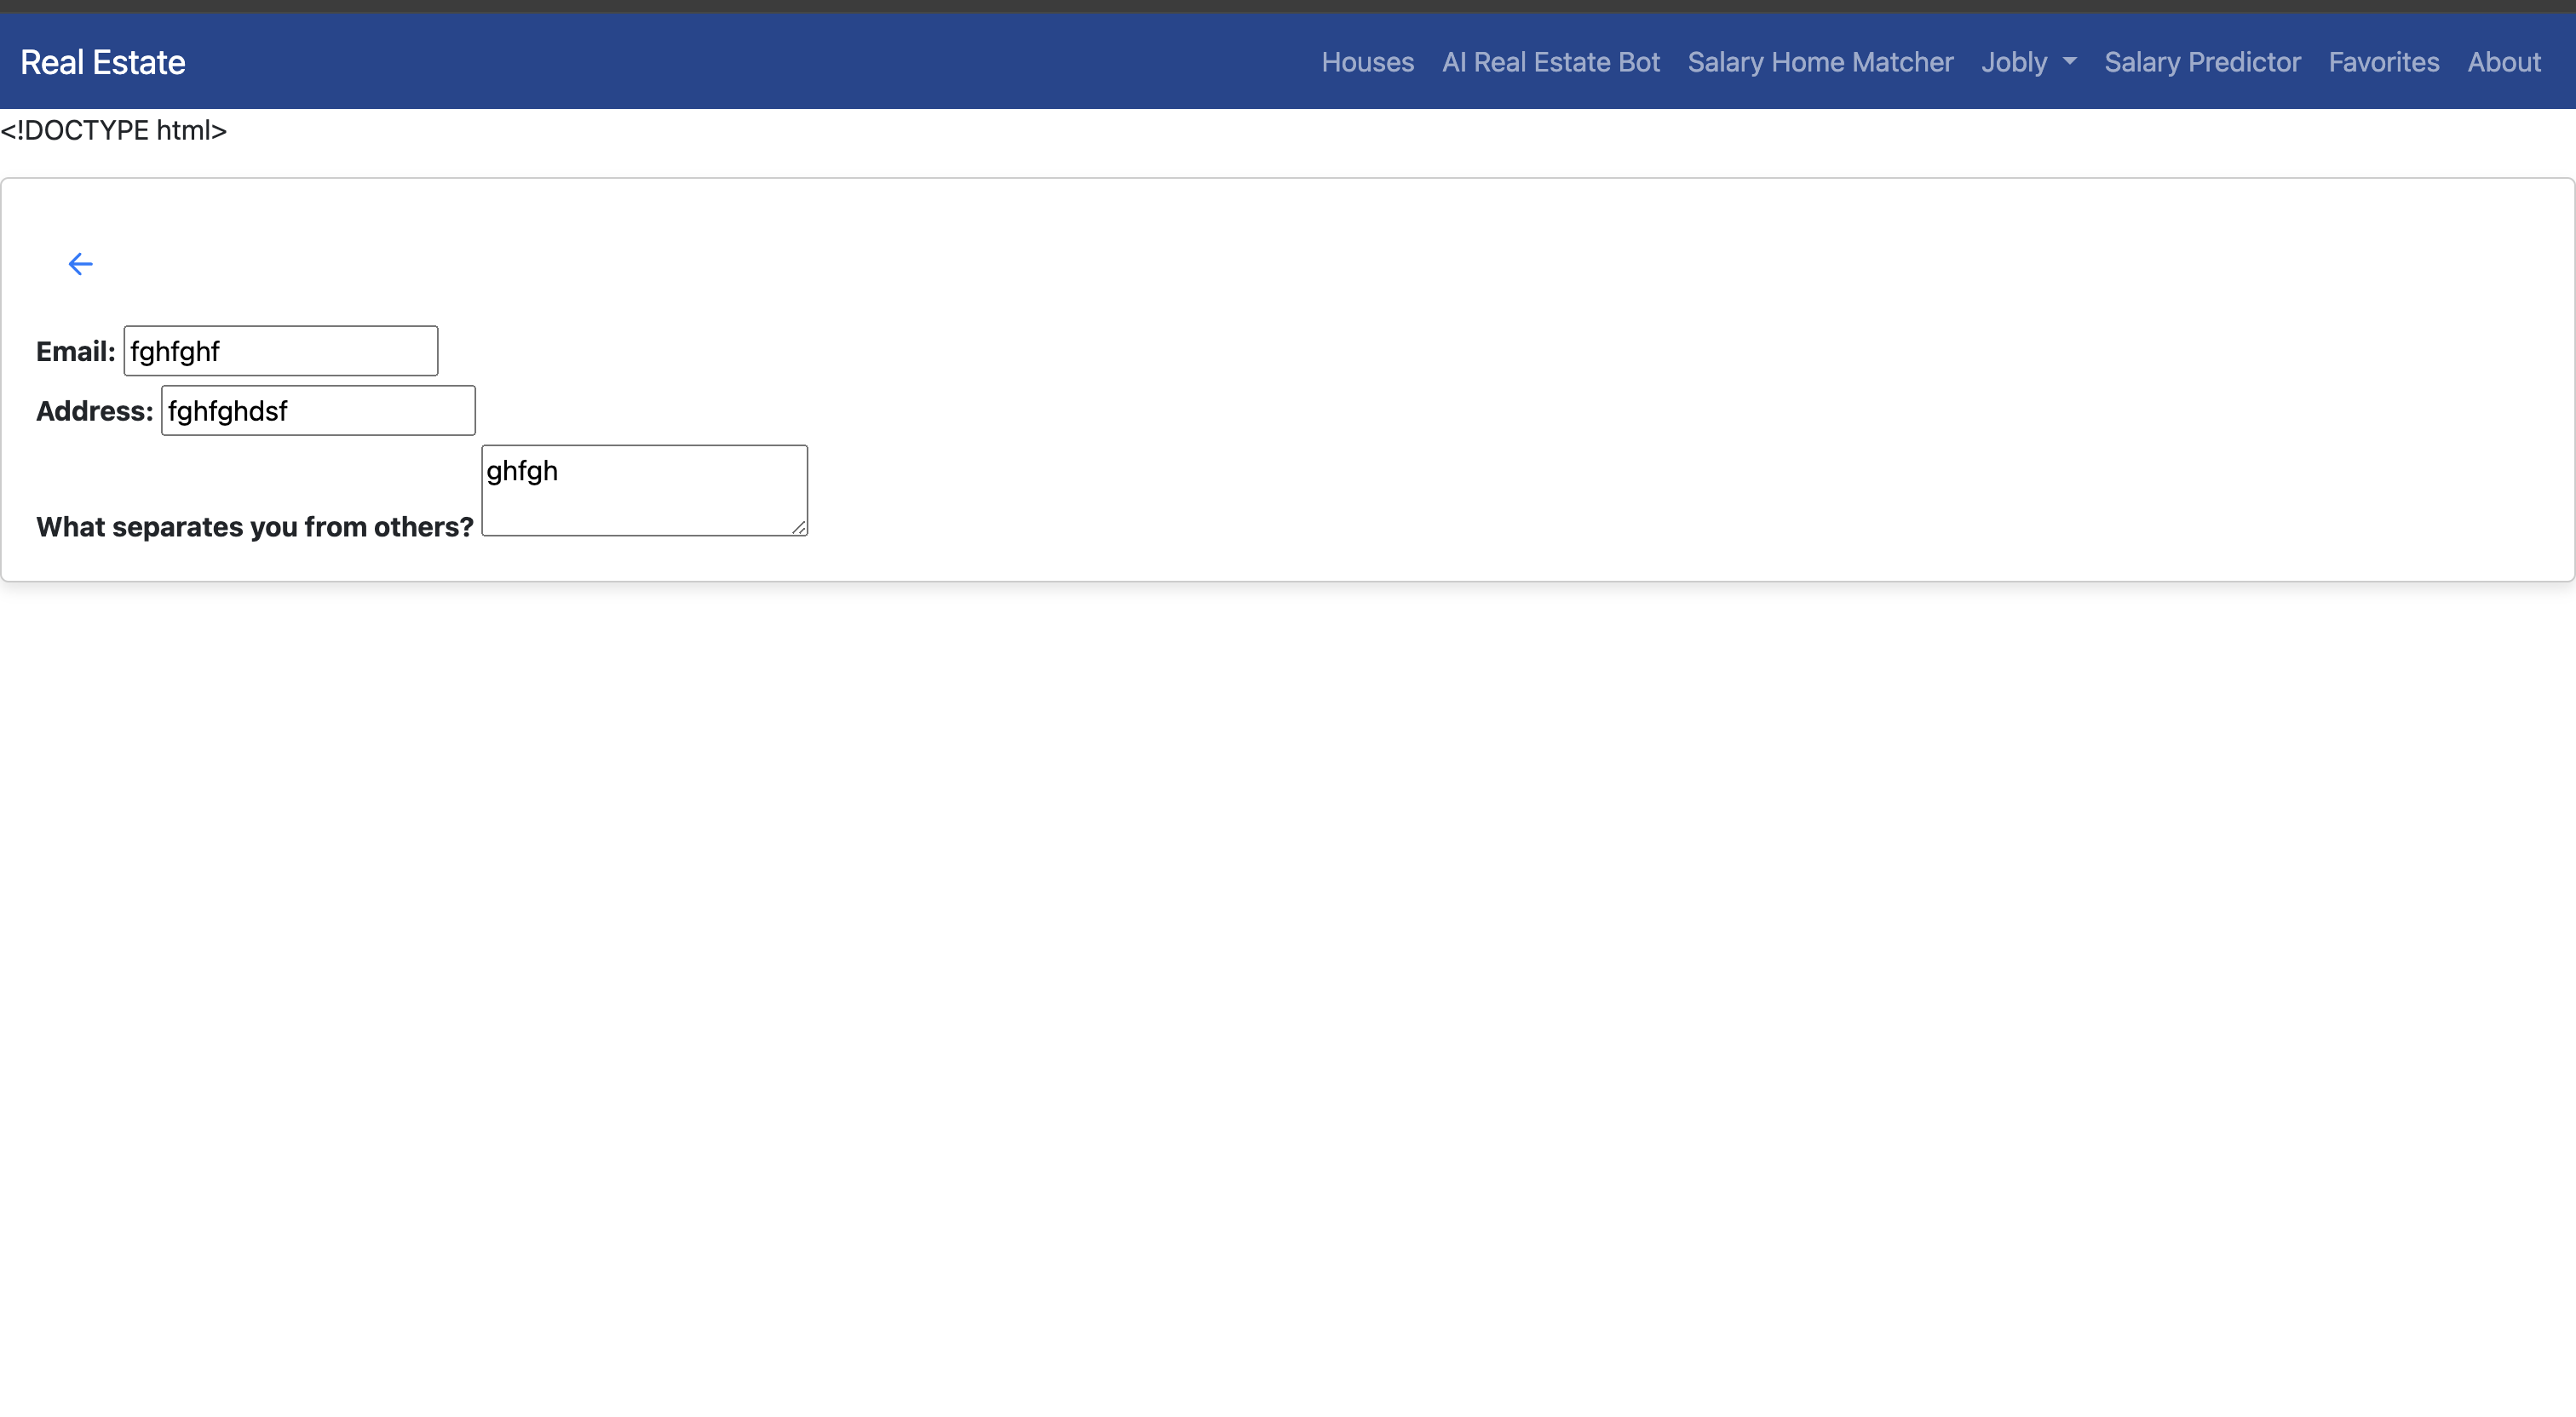 Real Estate Houses AI Real Estate Bot Salary Home Matcher Jobly Salary Predictor Favorites About
<!DOCTYPE html>
Email: fghfghf
Address: fghfghdsf
What separates you from others? ghfgh